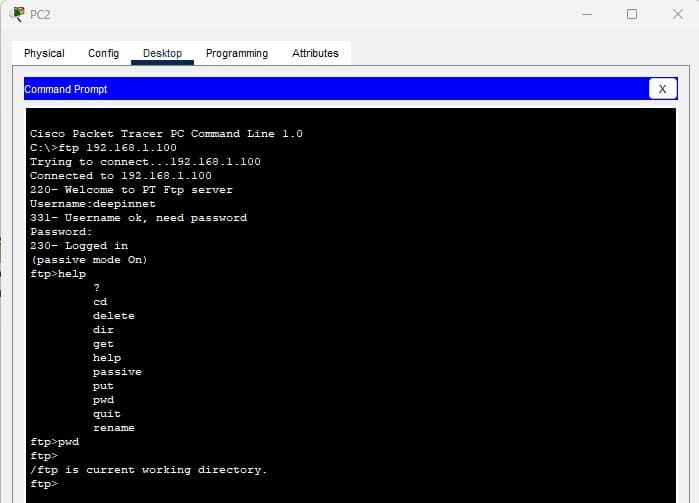 PC2
Physical Config Desktop Programming Attributes
Command Prompt
X
Cisco Packet Tracer PC Command Line 1.0
C:\>ftp 192.168.1.100
Trying to connect...192.168.1.100
Connected to 192.168.1.100
220- Welcome to PT Ftp server
Username:deepinnet
331- Username ok, need password
Password:
230- Logged in
(passive mode On)
ftp>help
?
cd
delete
dir
get
help
passive
put
pwd
quit
rename
ftp>pwd
ftp>
/ftp is current working directory.
ftp>